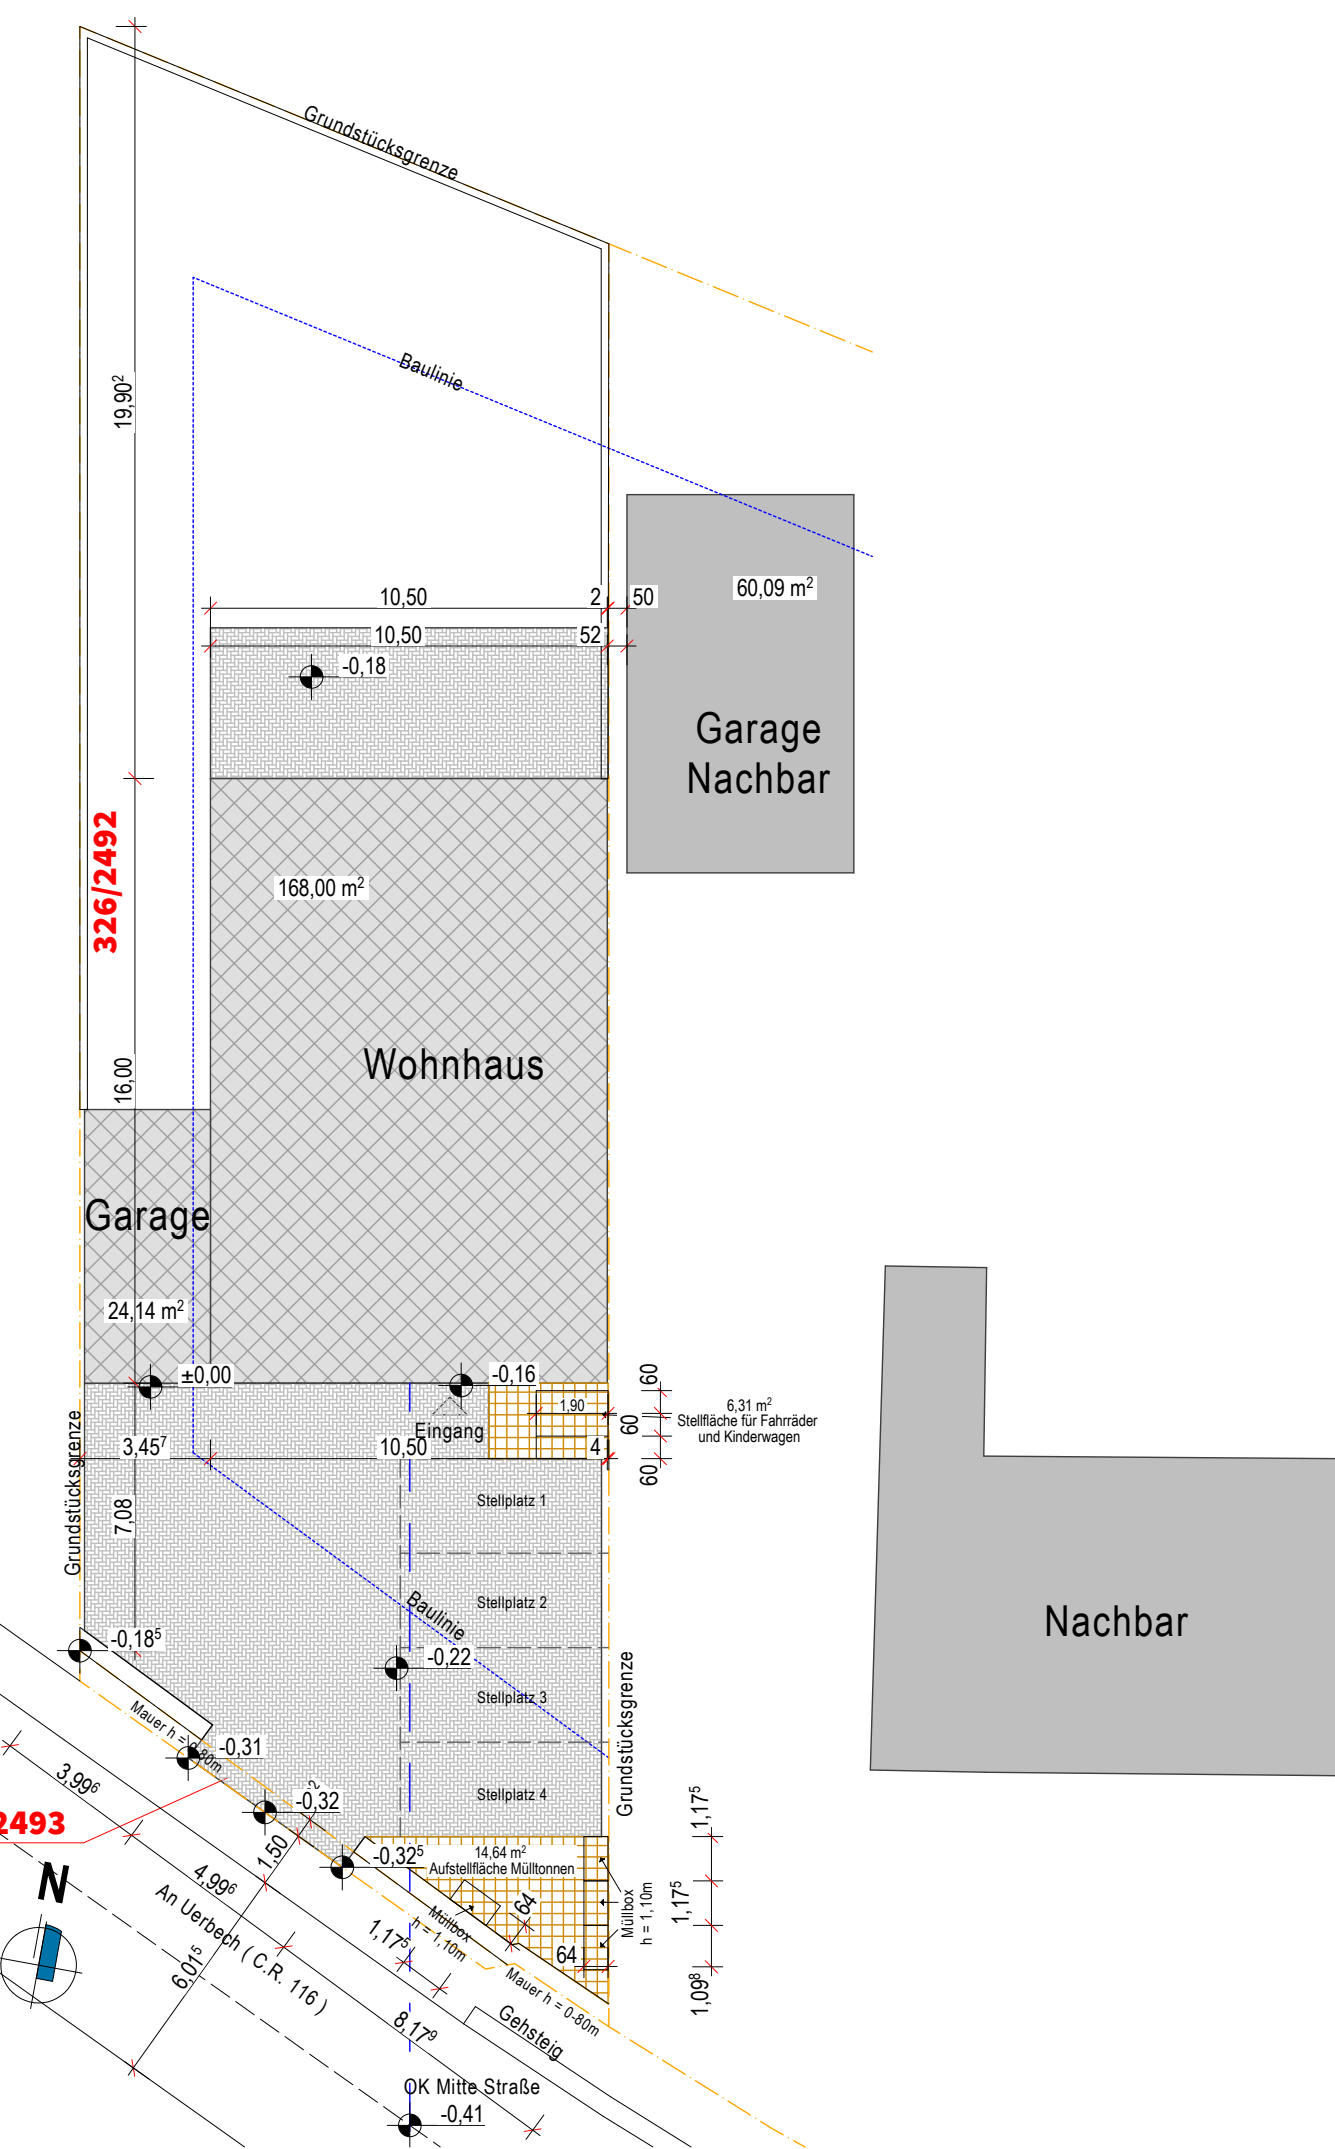 Grundstücksgrenze
Baulinie
19,90²
10,50
2
50
60,09 m²
10,50
52
-0,18
Garage
Nachbar
326/2492
168,00 m²
Wohnhaus
16,00
Garage
24,14 m²
±0,00
-0,16
60
1,90
60
6,31 m²
Stellfläche für Fahrräder
und Kinderwagen
Eingang
3,45⁷
10,50
4
60
Grundstücksgrenze
7,08
Stellplatz 1
Baulinie
Stellplatz 2
Nachbar
-0,18⁵
-0,22
Stellplatz 3
Grundstücksgrenze
Mauer h = 0-80m
-0,31
3,99⁶
-0,32
Stellplatz 4
1,17⁵
2493
1,50
-0,32⁵
14,64 m²
Aufstellfläche Mülltonnen
N
4,99⁶
An Uerbech ( C.R. 116 )
Müllbox
h = 1,10m
64
Müllbox
h = 1,10m
1,17⁵
1,17⁵
64
6,01⁵
Mauer h = 0-80m
1,09⁸
8,17⁹
Gehsteig
OK Mitte Straße
-0,41